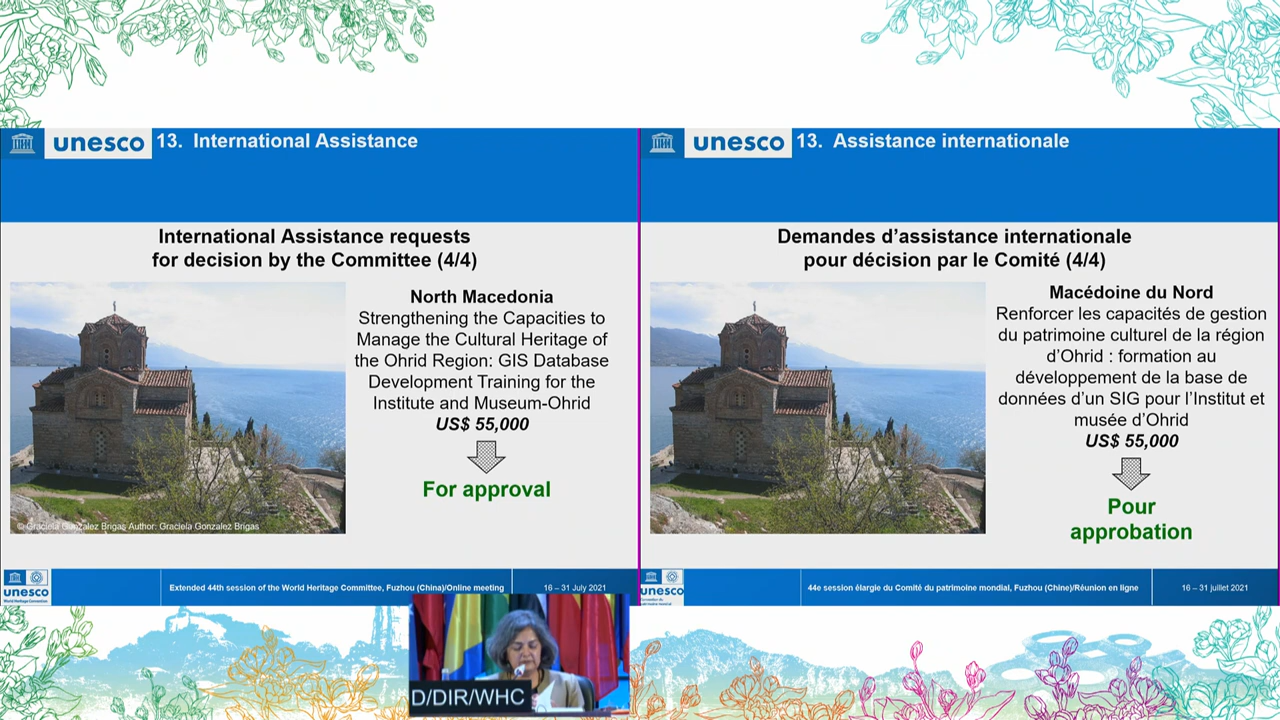 unesco
13. International Assistance
International Assistance requests
for decision by the Committee (4/4)
North Macedonia
Strengthening the Capacities to
Manage the Cultural Heritage of
the Ohrid Region: GIS Database
Development Training for the
Institute and Museum-Ohrid
US$ 55,000
For approval
© Graciela Gonzalez Brigas Author: Graciela Gonzalez Brigas
unesco
World Heritage Convention
Extended 44th session of the World Heritage Committee, Fuzhou (China)/Online meeting
16 – 31 July 2021
unesco
13. Assistance internationale
Demandes d’assistance internationale
pour décision par le Comité (4/4)
Macédoine du Nord
Renforcer les capacités de gestion
du patrimoine culturel de la région
d’Ohrid : formation au
développement de la base de
données d’un SIG pour l’Institut et
musée d’Ohrid
US$ 55,000
Pour
approbation
unesco
44e session élargie du Comité du patrimoine mondial, Fuzhou (Chine)/Réunion en ligne
16 – 31 juillet 2021
D/DIR/WHC